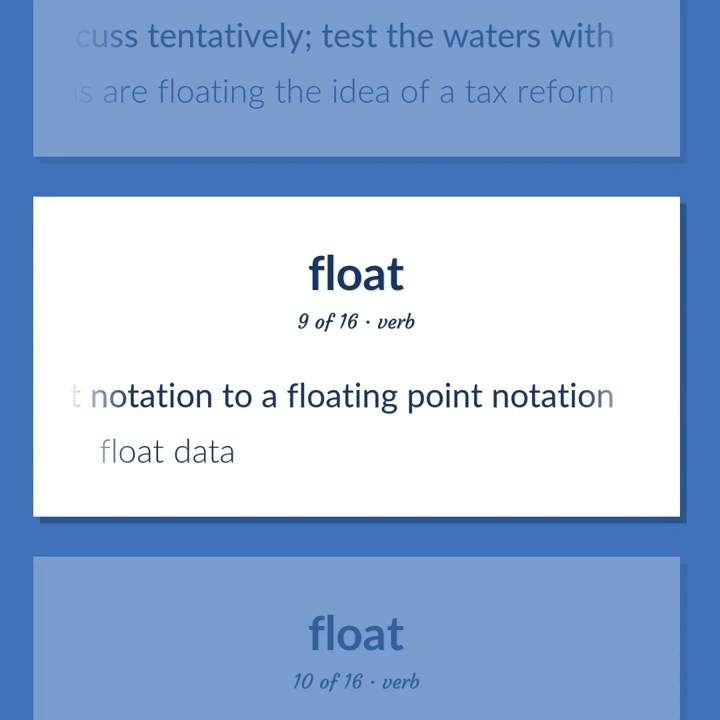 tentatively; test the waters with
are floating the idea of a tax reform
float
9 of 16 · verb
notation to a floating point notation
float data
float
10 of 16 · verb